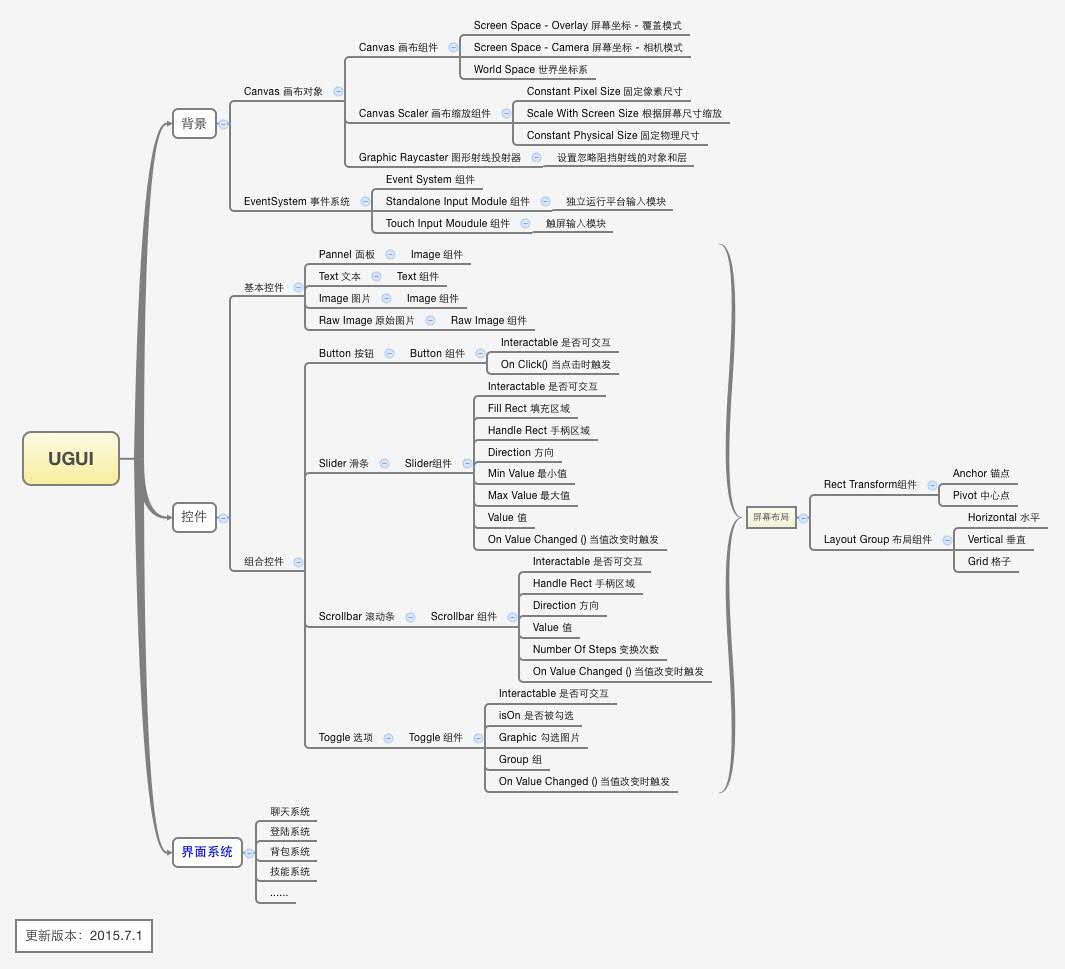 UGUI
背景
Canvas 画布对象
Canvas 画布组件
Screen Space - Overlay 屏幕坐标 - 覆盖模式
Screen Space - Camera 屏幕坐标 - 相机模式
World Space 世界坐标系
Canvas Scaler 画布缩放组件
Constant Pixel Size 固定像素尺寸
Scale With Screen Size 根据屏幕尺寸缩放
Constant Physical Size 固定物理尺寸
Graphic Raycaster 图形射线投射器
设置忽略阻挡射线的对象和层
EventSystem 事件系统
Event System 组件
Standalone Input Module 组件
独立运行平台输入模块
Touch Input Moudule 组件
触屏输入模块
控件
基本控件
Pannel 面板
Image 组件
Text 文本
Text 组件
Image 图片
Image 组件
Raw Image 原始图片
Raw Image 组件
组合控件
Button 按钮
Button 组件
Interactable 是否可交互
On Click() 当点击时触发
Slider 滑条
Slider组件
Interactable 是否可交互
Fill Rect 填充区域
Handle Rect 手柄区域
Direction 方向
Min Value 最小值
Max Value 最大值
Value 值
On Value Changed () 当值改变时触发
Scrollbar 滚动条
Scrollbar 组件
Interactable 是否可交互
Handle Rect 手柄区域
Direction 方向
Value 值
Number Of Steps 变换次数
On Value Changed () 当值改变时触发
Toggle 选项
Toggle 组件
Interactable 是否可交互
isOn 是否被勾选
Graphic 勾选图片
Group 组
On Value Changed () 当值改变时触发
屏幕布局
Rect Transform组件
Anchor 锚点
Pivot 中心点
Layout Group 布局组件
Horizontal 水平
Vertical 垂直
Grid 格子
界面系统
聊天系统
登陆系统
背包系统
技能系统
......
更新版本：2015.7.1